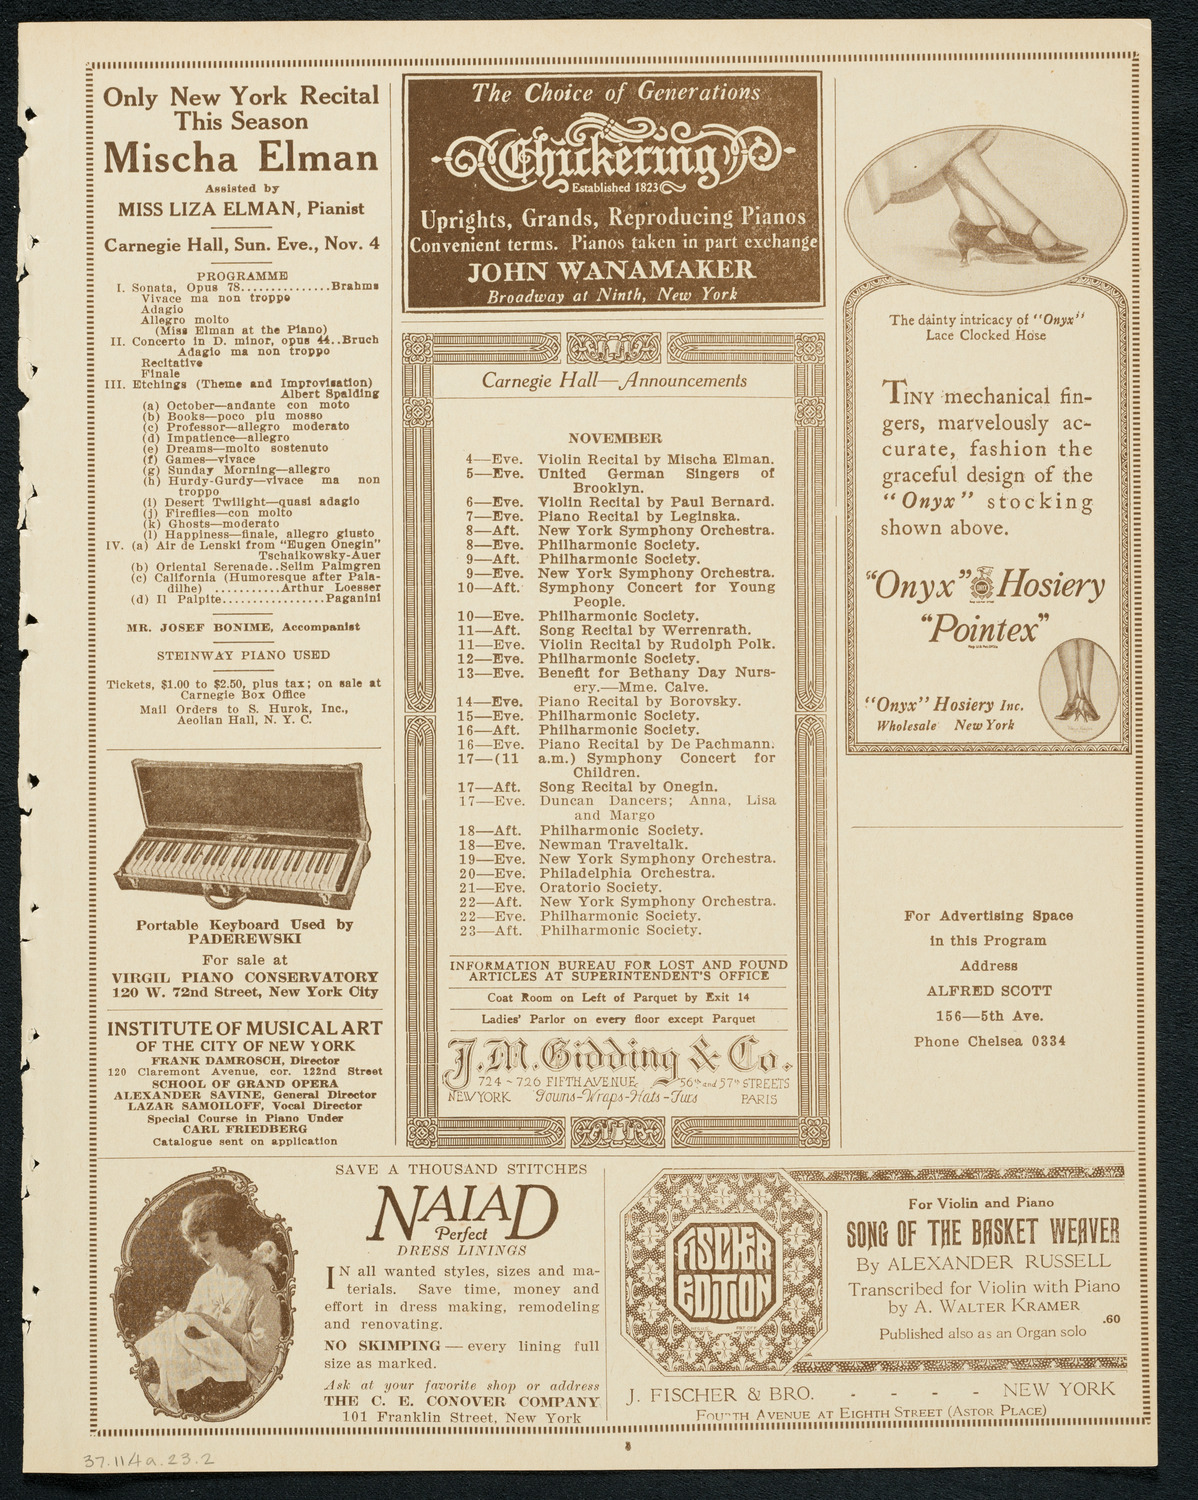 Only New York Recital
This Season
Mischa Elman
Assisted by
MISS LIZA ELMAN, Pianist
Carnegie Hall, Sun. Eve., Nov. 4
PROGRAMME
I. Sonata, Opus 78..............Brahms
Vivace ma non troppo
Adagio
Allegro molto
(Miss Elman at the Piano)
II. Concerto in D. minor, opus 44..Bruch
Adagio ma non troppo
Recitative
Finale
III. Etchings (Theme and Improvisation)
Albert Spalding
(a) October—andante con moto
(b) Books—poco piu mosso
(c) Professor—allegro moderato
(d) Impatience—allegro
(e) Dreams—molto sostenuto
(f) Games—vivace
(g) Sunday Morning—allegro
(h) Hurdy-Gurdy—vivace ma non
troppo
(i) Desert Twilight—quasi adagio
(j) Fireflies—con molto
(k) Ghosts—moderato
(l) Happiness—finale, allegro giusto
IV. (a) Air de Lenski from "Eugen Onegin"
Tschaikowsky-Auer
(b) Oriental Serenade..Selim Palmgren
(c) California (Humoresque after Pala-
dilhe) ..........Arthur Loesser
(d) Il Palpite.................Paganini
MR. JOSEF BONIME, Accompanist
STEINWAY PIANO USED
Tickets, $1.00 to $2.50, plus tax; on sale at
Carnegie Box Office
Mail Orders to S. Hurok, Inc.,
Aeolian Hall, N. Y. C.
Portable Keyboard Used by
PADEREWSKI
For sale at
VIRGIL PIANO CONSERVATORY
120 W. 72nd Street, New York City
INSTITUTE OF MUSICAL ART
OF THE CITY OF NEW YORK
FRANK DAMROSCH, Director
120 Claremont Avenue, cor. 122nd Street
SCHOOL OF GRAND OPERA
ALEXANDER SAVINE, General Director
LAZAR SAMOILOFF, Vocal Director
Special Course in Piano Under
CARL FRIEDBERG
Catalogue sent on application
The Choice of Generations
Chickering
Established 1823
Uprights, Grands, Reproducing Pianos
Convenient terms. Pianos taken in part exchange
JOHN WANAMAKER
Broadway at Ninth, New York
Carnegie Hall—Announcements
NOVEMBER
4—Eve. Violin Recital by Mischa Elman.
5—Eve. United German Singers of
Brooklyn.
6—Eve. Violin Recital by Paul Bernard.
7—Eve. Piano Recital by Leginska.
8—Aft. New York Symphony Orchestra.
8—Eve. Philharmonic Society.
9—Aft. Philharmonic Society.
9—Eve. New York Symphony Orchestra.
10—Aft. Symphony Concert for Young
People.
10—Eve. Philharmonic Society.
11—Aft. Song Recital by Werrenrath.
11—Eve. Violin Recital by Rudolph Polk.
12—Eve. Philharmonic Society.
13—Eve. Benefit for Bethany Day Nurs-
ery.—Mme. Calve.
14—Eve. Piano Recital by Borovsky.
15—Eve. Philharmonic Society.
16—Aft. Philharmonic Society.
16—Eve. Piano Recital by De Pachmann.
17—(11 a.m.) Symphony Concert for
Children.
17—Aft. Song Recital by Onegin.
17—Eve. Duncan Dancers; Anna, Lisa
and Margo
18—Aft. Philharmonic Society.
18—Eve. Newman Traveltalk.
19—Eve. New York Symphony Orchestra.
20—Eve. Philadelphia Orchestra.
21—Eve. Oratorio Society.
22—Aft. New York Symphony Orchestra.
22—Eve. Philharmonic Society.
23—Aft. Philharmonic Society.
INFORMATION BUREAU FOR LOST AND FOUND
ARTICLES AT SUPERINTENDENT'S OFFICE
Coat Room on Left of Parquet by Exit 14
Ladies' Parlor on every floor except Parquet
J.M. Gidding & Co.
724~726 FIFTH AVENUE 56th and 57th STREETS
NEW YORK Gowns-Wraps-Hats-Furs PARIS
The dainty intricacy of "Onyx"
Lace Clocked Hose
TINY mechanical fin-
gers, marvelously ac-
curate, fashion the
graceful design of the
"Onyx" stocking
shown above.
"Onyx" Hosiery
"Pointex"
"Onyx" Hosiery Inc.
Wholesale New York
For Advertising Space
in this Program
Address
ALFRED SCOTT
156—5th Ave.
Phone Chelsea 0334
SAVE A THOUSAND STITCHES
NAIAD
Perfect
DRESS LININGS
IN all wanted styles, sizes and ma-
terials. Save time, money and
effort in dress making, remodeling
and renovating.
NO SKIMPING—every lining full
size as marked.
Ask at your favorite shop or address
THE C. E. CONOVER COMPANY
101 Franklin Street, New York
FISCHER
EDITION
For Violin and Piano
SONG OF THE BASKET WEAVER
By ALEXANDER RUSSELL
Transcribed for Violin with Piano
by A. WALTER KRAMER
.60
Published also as an Organ solo
J. FISCHER & BRO. - - - - NEW YORK
FOURTH AVENUE AT EIGHTH STREET (ASTOR PLACE)
37.114a.23.2